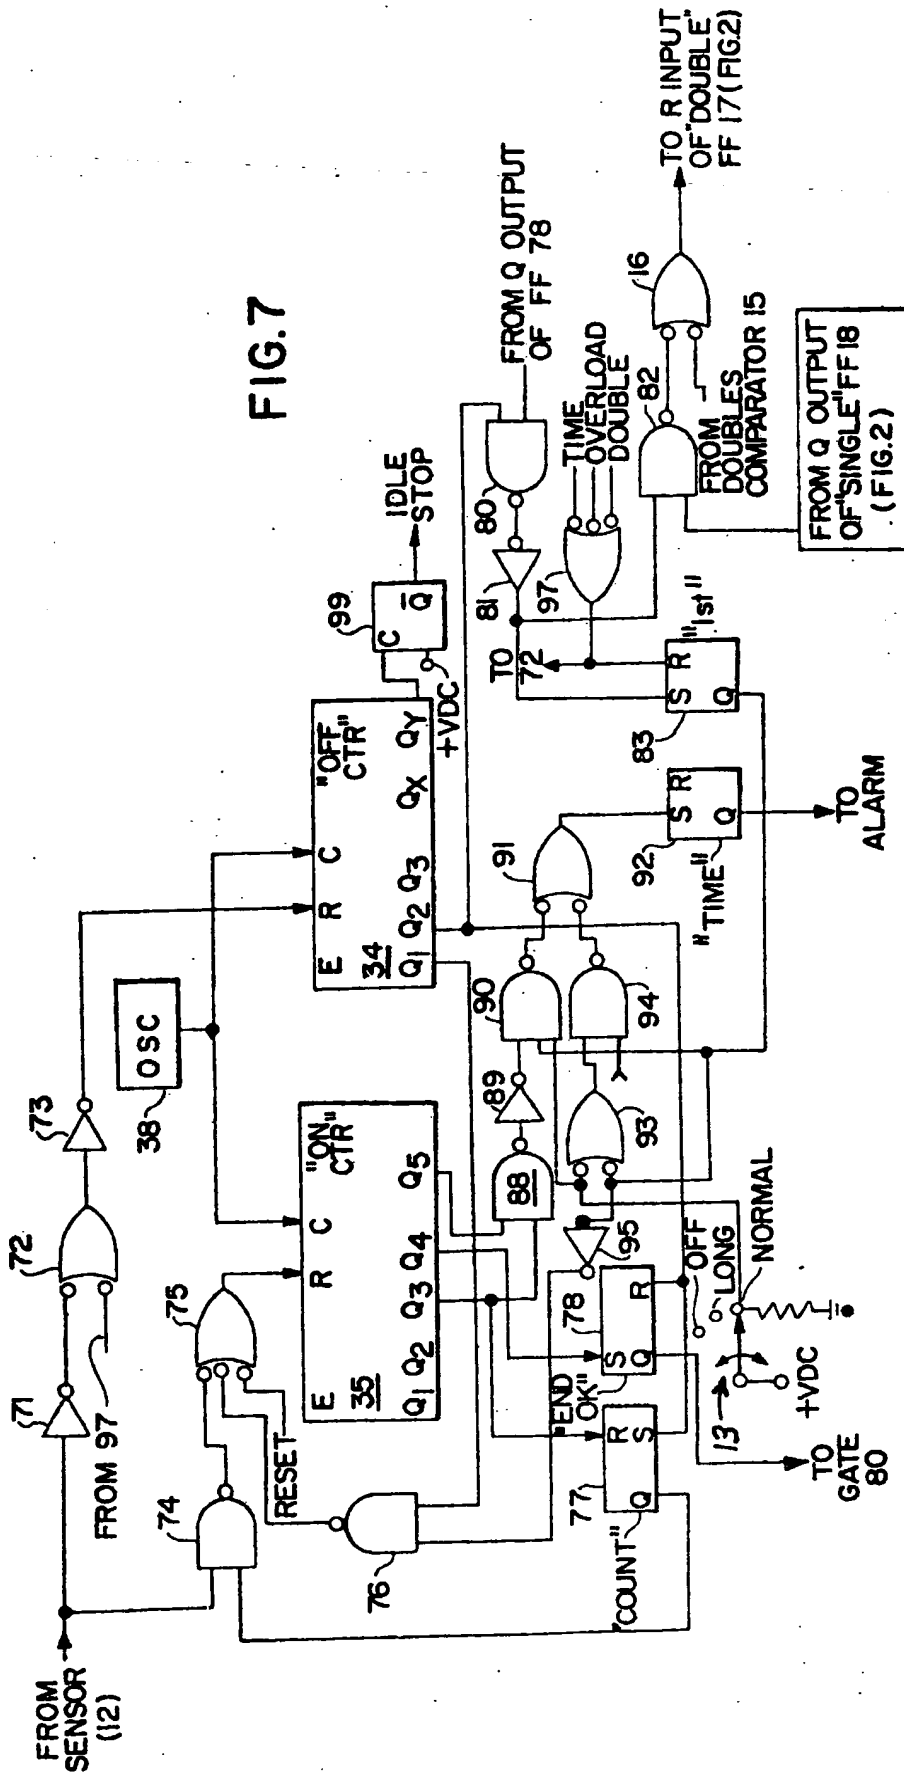 FIG. 7
FROM
SENSOR
(12)
71
FROM 97
72
73
38
OSC
74
75
RESET
76
"ON
CTR"
E
R
C
35
Q1 Q2 Q3 Q4 Q5
"OFF
CTR"
E
R
C
34
Q1 Q2 Q3 QX QY
99
C
Q̅
+VDC
IDLE
STOP
77
"COUNT"
Q
R
S
78
"END
OK"
S
Q
R
TO
GATE
80
13
OFF
LONG
NORMAL
+VDC
88
89
90
91
93
94
95
92
S R
Q
"TIME"
TO
ALARM
80
FROM Q OUTPUT
OF FF 78
81
TO
72
97
TIME
OVERLOAD
DOUBLE
83
S R
Q
"1st"
82
FROM
DOUBLES
COMPARATOR 15
16
TO R INPUT
OF "DOUBLE"
FF 17 (FIG.2)
FROM Q OUTPUT
OF "SINGLE" FF 18
(FIG. 2)